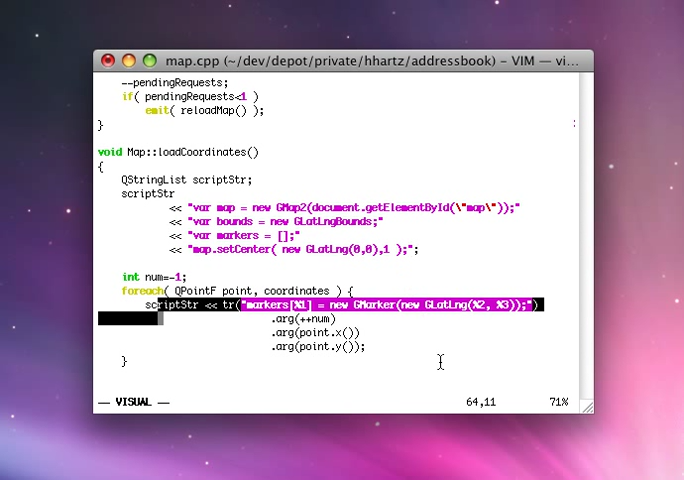 map.cpp (~/dev/depot/private/hhartz/addressbook) – VIM — vi…
--pendingRequests;
if( pendingRequests<1 )
emit( reloadMap() );
}
void Map::loadCoordinates()
{
QStringList scriptStr;
scriptStr
<< "var map = new GMap2(document.getElementById(\"map\"));"
<< "var bounds = new GLatLngBounds;"
<< "var markers = [];"
<< "map.setCenter( new GLatLng(0,0),1 );";
int num=-1;
foreach( QPointF point, coordinates ) {
scriptStr << tr("markers[%1] = new GMarker(new GLatLng(%2, %3));")
.arg(++num)
.arg(point.x())
.arg(point.y());
}
-- VISUAL --
64,11
71%